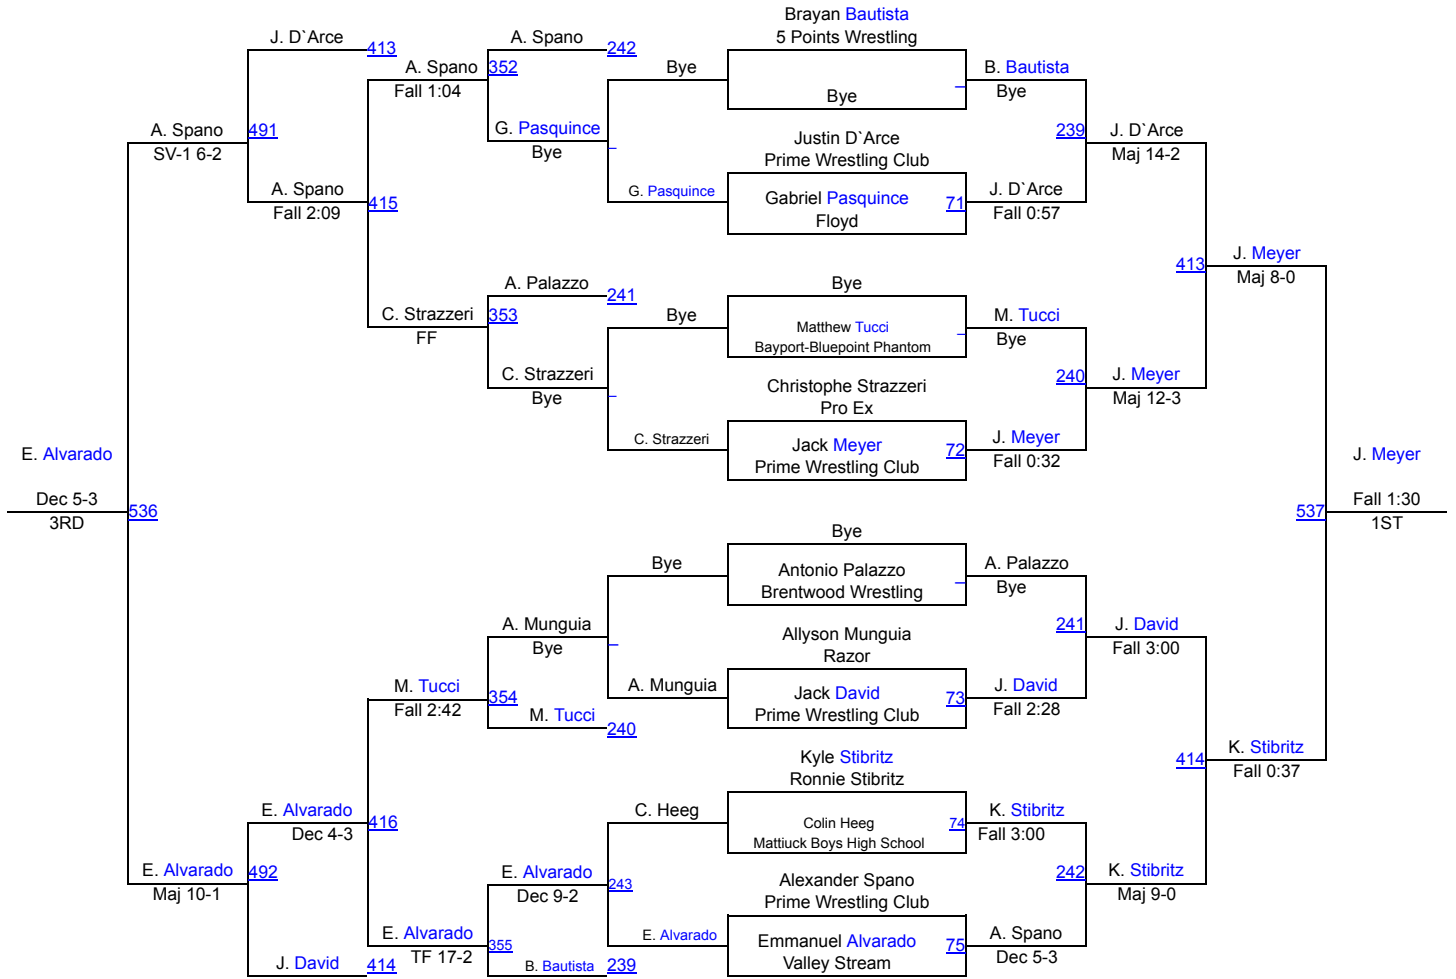 Brayan Bautista
5 Points Wrestling
Bye
J. D`Arce
413
A. Spano
242
A. Spano
352
Fall 1:04
Bye
B. Bautista
Bye
A. Spano
491
SV-1 6-2
G. Pasquince
Bye
Justin D`Arce
Prime Wrestling Club
239
J. D`Arce
Maj 14-2
A. Spano
Fall 2:09
415
G. Pasquince
Gabriel Pasquince
Floyd
71
J. D`Arce
Fall 0:57
413
J. Meyer
Maj 8-0
A. Palazzo
241
Bye
C. Strazzeri
353
FF
Bye
Matthew Tucci
Bayport-Bluepoint Phantom
M. Tucci
Bye
C. Strazzeri
Bye
Christophe Strazzeri
Pro Ex
240
J. Meyer
Maj 12-3
C. Strazzeri
Jack Meyer
Prime Wrestling Club
72
J. Meyer
Fall 0:32
E. Alvarado
Dec 5-3
3RD
536
J. Meyer
537
Fall 1:30
1ST
Bye
Bye
Antonio Palazzo
Brentwood Wrestling
A. Palazzo
Bye
A. Munguia
Bye
Allyson Munguia
Razor
241
J. David
Fall 3:00
M. Tucci
Fall 2:42
354
A. Munguia
Jack David
Prime Wrestling Club
73
J. David
Fall 2:28
M. Tucci
240
Kyle Stibritz
Ronnie Stibritz
414
K. Stibritz
Fall 0:37
E. Alvarado
Dec 4-3
416
C. Heeg
Colin Heeg
Mattiuck Boys High School
74
K. Stibritz
Fall 3:00
E. Alvarado
Maj 10-1
492
E. Alvarado
Dec 9-2
243
Alexander Spano
Prime Wrestling Club
242
K. Stibritz
Maj 9-0
E. Alvarado
TF 17-2
355
E. Alvarado
Emmanuel Alvarado
Valley Stream
75
A. Spano
Dec 5-3
J. David
414
B. Bautista
239